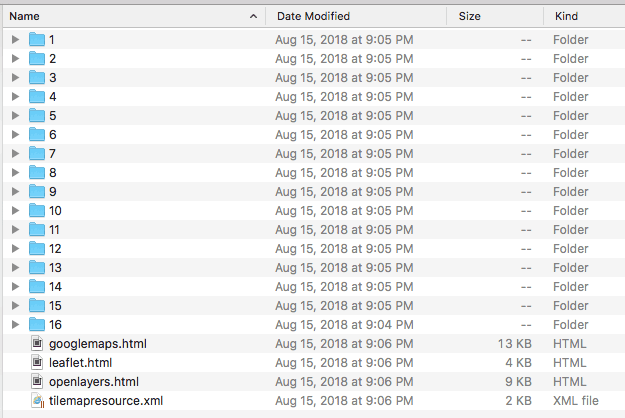 Name Date Modified Size Kind
1 Aug 15, 2018 at 9:05 PM -- Folder
2 Aug 15, 2018 at 9:05 PM -- Folder
3 Aug 15, 2018 at 9:05 PM -- Folder
4 Aug 15, 2018 at 9:05 PM -- Folder
5 Aug 15, 2018 at 9:05 PM -- Folder
6 Aug 15, 2018 at 9:05 PM -- Folder
7 Aug 15, 2018 at 9:05 PM -- Folder
8 Aug 15, 2018 at 9:05 PM -- Folder
9 Aug 15, 2018 at 9:05 PM -- Folder
10 Aug 15, 2018 at 9:05 PM -- Folder
11 Aug 15, 2018 at 9:05 PM -- Folder
12 Aug 15, 2018 at 9:05 PM -- Folder
13 Aug 15, 2018 at 9:05 PM -- Folder
14 Aug 15, 2018 at 9:05 PM -- Folder
15 Aug 15, 2018 at 9:05 PM -- Folder
16 Aug 15, 2018 at 9:04 PM -- Folder
googlemaps.html Aug 15, 2018 at 9:06 PM 13 KB HTML
leaflet.html Aug 15, 2018 at 9:06 PM 4 KB HTML
openlayers.html Aug 15, 2018 at 9:06 PM 9 KB HTML
tilemapresource.xml Aug 15, 2018 at 9:06 PM 2 KB XML file